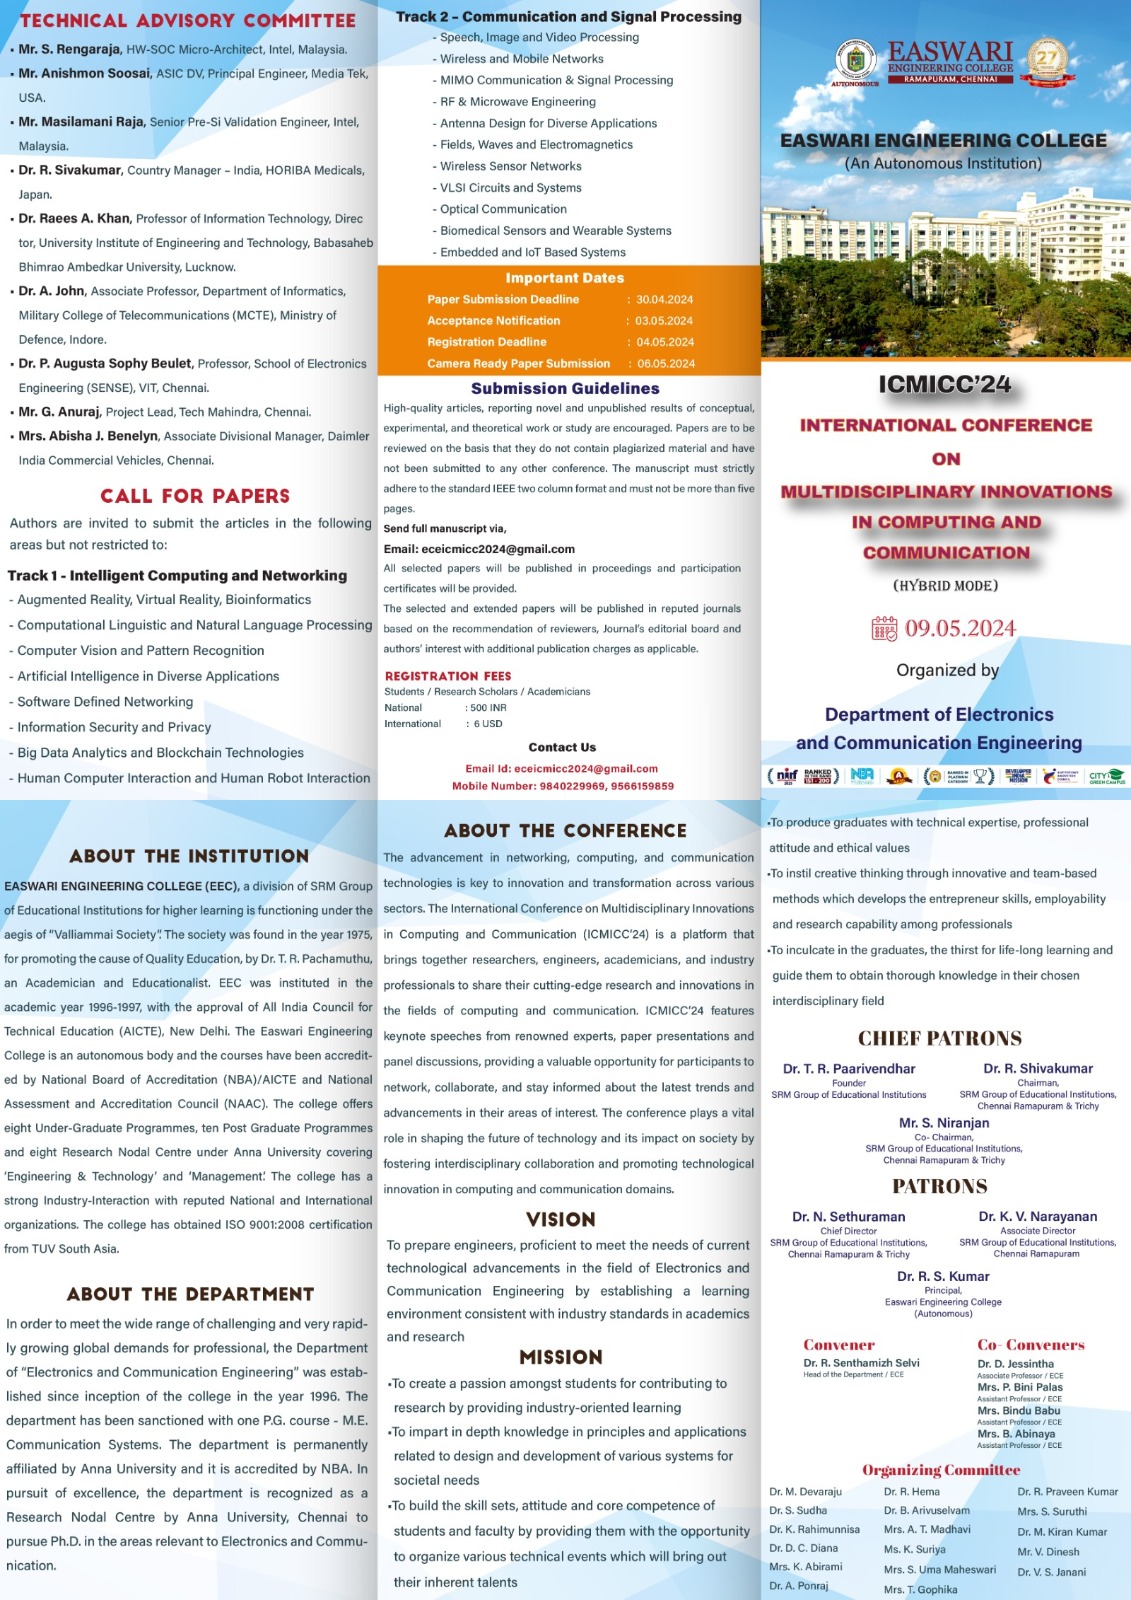 TECHNICAL ADVISORY COMMITTEE
▪ Mr. S. Rengaraja, HW-SOC Micro-Architect, Intel, Malaysia.
▪ Mr. Anishmon Soosai, ASIC DV, Principal Engineer, Media Tek,
USA.
▪ Mr. Masilamani Raja, Senior Pre-Si Validation Engineer, Intel,
Malaysia.
▪ Dr. R. Sivakumar, Country Manager – India, HORIBA Medicals,
Japan.
▪ Dr. Raees A. Khan, Professor of Information Technology, Direc
tor, University Institute of Engineering and Technology, Babasaheb
Bhimrao Ambedkar University, Lucknow.
▪ Dr. A. John, Associate Professor, Department of Informatics,
Military College of Telecommunications (MCTE), Ministry of
Defence, Indore.
▪ Dr. P. Augusta Sophy Beulet, Professor, School of Electronics
Engineering (SENSE), VIT, Chennai.
▪ Mr. G. Anuraj, Project Lead, Tech Mahindra, Chennai.
▪ Mrs. Abisha J. Benelyn, Associate Divisional Manager, Daimler
India Commercial Vehicles, Chennai.
CALL FOR PAPERS
Authors are invited to submit the articles in the following
areas but not restricted to:
Track 1 - Intelligent Computing and Networking
- Augmented Reality, Virtual Reality, Bioinformatics
- Computational Linguistic and Natural Language Processing
- Computer Vision and Pattern Recognition
- Artificial Intelligence in Diverse Applications
- Software Defined Networking
- Information Security and Privacy
- Big Data Analytics and Blockchain Technologies
- Human Computer Interaction and Human Robot Interaction
Track 2 – Communication and Signal Processing
- Speech, Image and Video Processing
- Wireless and Mobile Networks
- MIMO Communication & Signal Processing
- RF & Microwave Engineering
- Antenna Design for Diverse Applications
- Fields, Waves and Electromagnetics
- Wireless Sensor Networks
- VLSI Circuits and Systems
- Optical Communication
- Biomedical Sensors and Wearable Systems
- Embedded and IoT Based Systems
Important Dates
Paper Submission Deadline : 30.04.2024
Acceptance Notification : 03.05.2024
Registration Deadline : 04.05.2024
Camera Ready Paper Submission : 06.05.2024
Submission Guidelines
High-quality articles, reporting novel and unpublished results of conceptual,
experimental, and theoretical work or study are encouraged. Papers are to be
reviewed on the basis that they do not contain plagiarized material and have
not been submitted to any other conference. The manuscript must strictly
adhere to the standard IEEE two column format and must not be more than five
pages.
Send full manuscript via,
Email: eceicmicc2024@gmail.com
All selected papers will be published in proceedings and participation
certificates will be provided.
The selected and extended papers will be published in reputed journals
based on the recommendation of reviewers, Journal's editorial board and
authors' interest with additional publication charges as applicable.
REGISTRATION FEES
Students / Research Scholars / Academicians
National : 500 INR
International : 6 USD
Contact Us
Email Id: eceicmicc2024@gmail.com
Mobile Number: 9840229969, 9566159859
AUTONOMOUS
EASWARI
ENGINEERING COLLEGE
RAMAPURAM, CHENNAI
27
EASWARI ENGINEERING COLLEGE
(An Autonomous Institution)
ICMICC'24
INTERNATIONAL CONFERENCE
ON
MULTIDISCIPLINARY INNOVATIONS
IN COMPUTING AND
COMMUNICATION
(HYBRID MODE)
09.05.2024
Organized by
Department of Electronics
and Communication Engineering
nirf
NBA
CITY
GREEN CAMPUS
ABOUT THE INSTITUTION
EASWARI ENGINEERING COLLEGE (EEC), a division of SRM Group
of Educational Institutions for higher learning is functioning under the
aegis of "Valliammai Society". The society was found in the year 1975,
for promoting the cause of Quality Education, by Dr. T. R. Pachamuthu,
an Academician and Educationalist. EEC was instituted in the
academic year 1996-1997, with the approval of All India Council for
Technical Education (AICTE), New Delhi. The Easwari Engineering
College is an autonomous body and the courses have been accredit-
ed by National Board of Accreditation (NBA)/AICTE and National
Assessment and Accreditation Council (NAAC). The college offers
eight Under-Graduate Programmes, ten Post Graduate Programmes
and eight Research Nodal Centre under Anna University covering
'Engineering & Technology' and 'Management'. The college has a
strong Industry-Interaction with reputed National and International
organizations. The college has obtained ISO 9001:2008 certification
from TUV South Asia.
ABOUT THE DEPARTMENT
In order to meet the wide range of challenging and very rapid-
ly growing global demands for professional, the Department
of "Electronics and Communication Engineering" was estab-
lished since inception of the college in the year 1996. The
department has been sanctioned with one P.G. course - M.E.
Communication Systems. The department is permanently
affiliated by Anna University and it is accredited by NBA. In
pursuit of excellence, the department is recognized as a
Research Nodal Centre by Anna University, Chennai to
pursue Ph.D. in the areas relevant to Electronics and Commu-
nication.
ABOUT THE CONFERENCE
The advancement in networking, computing, and communication
technologies is key to innovation and transformation across various
sectors. The International Conference on Multidisciplinary Innovations
in Computing and Communication (ICMICC'24) is a platform that
brings together researchers, engineers, academicians, and industry
professionals to share their cutting-edge research and innovations in
the fields of computing and communication. ICMICC'24 features
keynote speeches from renowned experts, paper presentations and
panel discussions, providing a valuable opportunity for participants to
network, collaborate, and stay informed about the latest trends and
advancements in their areas of interest. The conference plays a vital
role in shaping the future of technology and its impact on society by
fostering interdisciplinary collaboration and promoting technological
innovation in computing and communication domains.
VISION
To prepare engineers, proficient to meet the needs of current
technological advancements in the field of Electronics and
Communication Engineering by establishing a learning
environment consistent with industry standards in academics
and research
MISSION
•To create a passion amongst students for contributing to
research by providing industry-oriented learning
•To impart in depth knowledge in principles and applications
related to design and development of various systems for
societal needs
•To build the skill sets, attitude and core competence of
students and faculty by providing them with the opportunity
to organize various technical events which will bring out
their inherent talents
•To produce graduates with technical expertise, professional
attitude and ethical values
•To instil creative thinking through innovative and team-based
methods which develops the entrepreneur skills, employability
and research capability among professionals
•To inculcate in the graduates, the thirst for life-long learning and
guide them to obtain thorough knowledge in their chosen
interdisciplinary field
CHIEF PATRONS
Dr. T. R. Paarivendhar
Founder
SRM Group of Educational Institutions
Dr. R. Shivakumar
Chairman,
SRM Group of Educational Institutions,
Chennai Ramapuram & Trichy
Mr. S. Niranjan
Co- Chairman,
SRM Group of Educational Institutions,
Chennai Ramapuram & Trichy
PATRONS
Dr. N. Sethuraman
Chief Director
SRM Group of Educational Institutions,
Chennai Ramapuram & Trichy
Dr. K. V. Narayanan
Associate Director
SRM Group of Educational Institutions,
Chennai Ramapuram
Dr. R. S. Kumar
Principal,
Easwari Engineering College
(Autonomous)
Convener
Dr. R. Senthamizh Selvi
Head of the Department / ECE
Co- Conveners
Dr. D. Jessintha
Associate Professor / ECE
Mrs. P. Bini Palas
Assistant Professor / ECE
Mrs. Bindu Babu
Assistant Professor / ECE
Mrs. B. Abinaya
Assistant Professor / ECE
Organizing Committee
Dr. M. Devaraju
Dr. S. Sudha
Dr. K. Rahimunnisa
Dr. D. C. Diana
Mrs. K. Abirami
Dr. A. Ponraj
Dr. R. Hema
Dr. B. Arivuselvam
Mrs. A. T. Madhavi
Ms. K. Suriya
Mrs. S. Uma Maheswari
Mrs. T. Gophika
Dr. R. Praveen Kumar
Mrs. S. Suruthi
Dr. M. Kiran Kumar
Mr. V. Dinesh
Dr. V. S. Janani